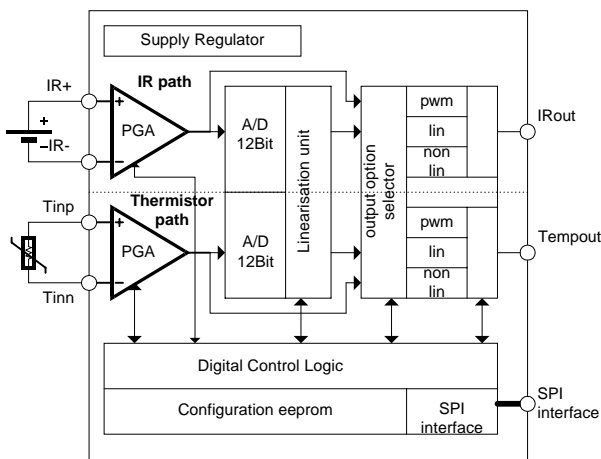 Supply Regulator
IR+
IR path
+
PGA
−
+
−IR-
A/D
12Bit
Linearisation unit
output option
selector
pwm
lin
non
lin
IRout
Tinp
Thermistor
path
+
PGA
−
Tinn
A/D
12Bit
pwm
lin
non
lin
Tempout
Digital Control Logic
Configuration eeprom
SPI
interface
SPI
interface